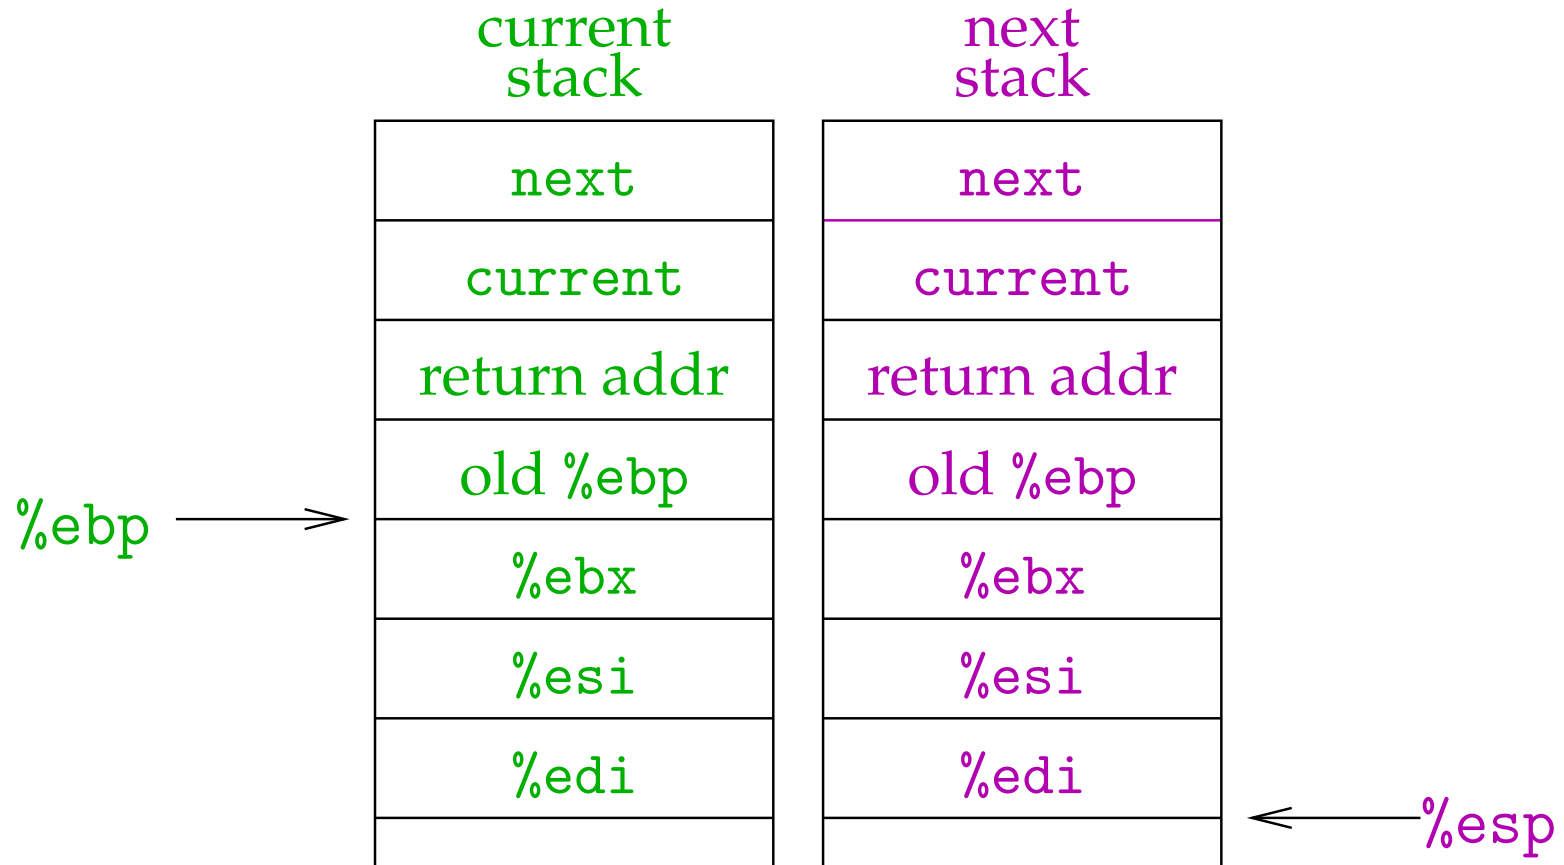 current
stack
next
stack
next
next
current
current
return addr
return addr
old %ebp
old %ebp
%ebp
%ebx
%ebx
%esi
%esi
%edi
%edi
%esp